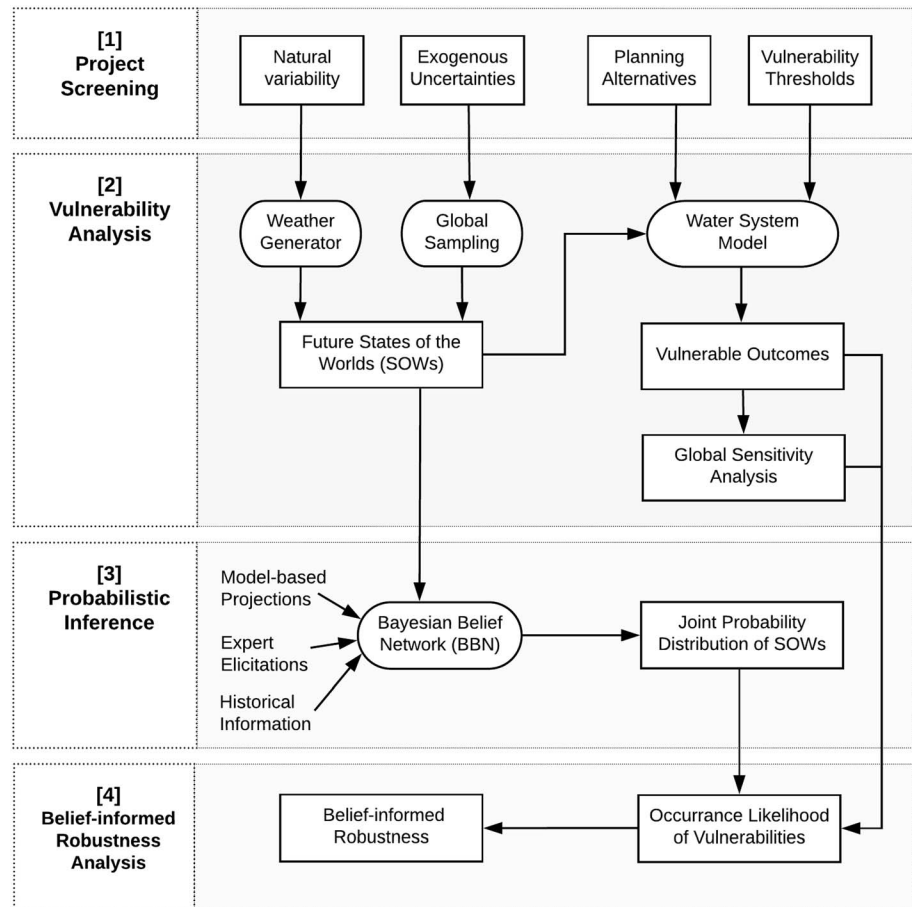 [1]
Project
Screening
Natural
variability
Exogenous
Uncertainties
Planning
Alternatives
Vulnerability
Thresholds
[2]
Vulnerability
Analysis
Weather
Generator
Global
Sampling
Water System
Model
Future States of the
Worlds (SOWs)
Vulnerable Outcomes
Global Sensitivity
Analysis
[3]
Probabilistic
Inference
Model-based
Projections
Expert
Elicitations
Historical
Information
Bayesian Belief
Network (BBN)
Joint Probability
Distribution of SOWs
[4]
Belief-informed
Robustness
Analysis
Belief-informed
Robustness
Occurrance Likelihood
of Vulnerabilities